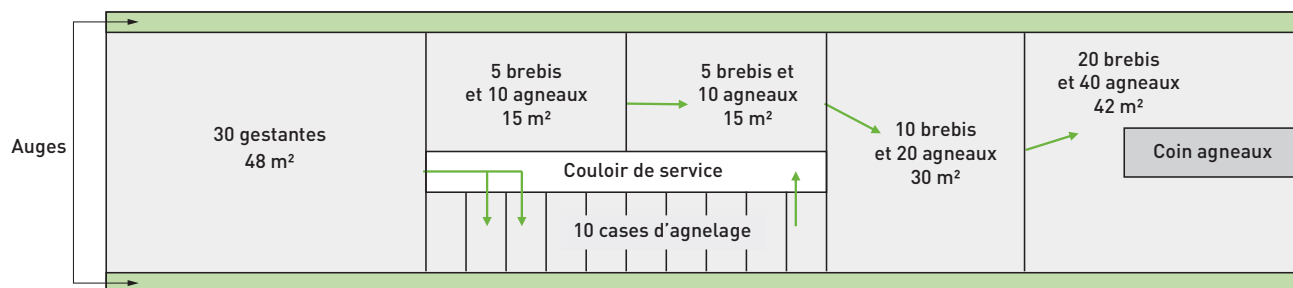 Auges
30 gestantes
48 m²
5 brebis
et 10 agneaux
15 m²
5 brebis et
10 agneaux
15 m²
Couloir de service
10 cases d’agnelage
10 brebis
et 20 agneaux
30 m²
20 brebis
et 40 agneaux
42 m²
Coin agneaux